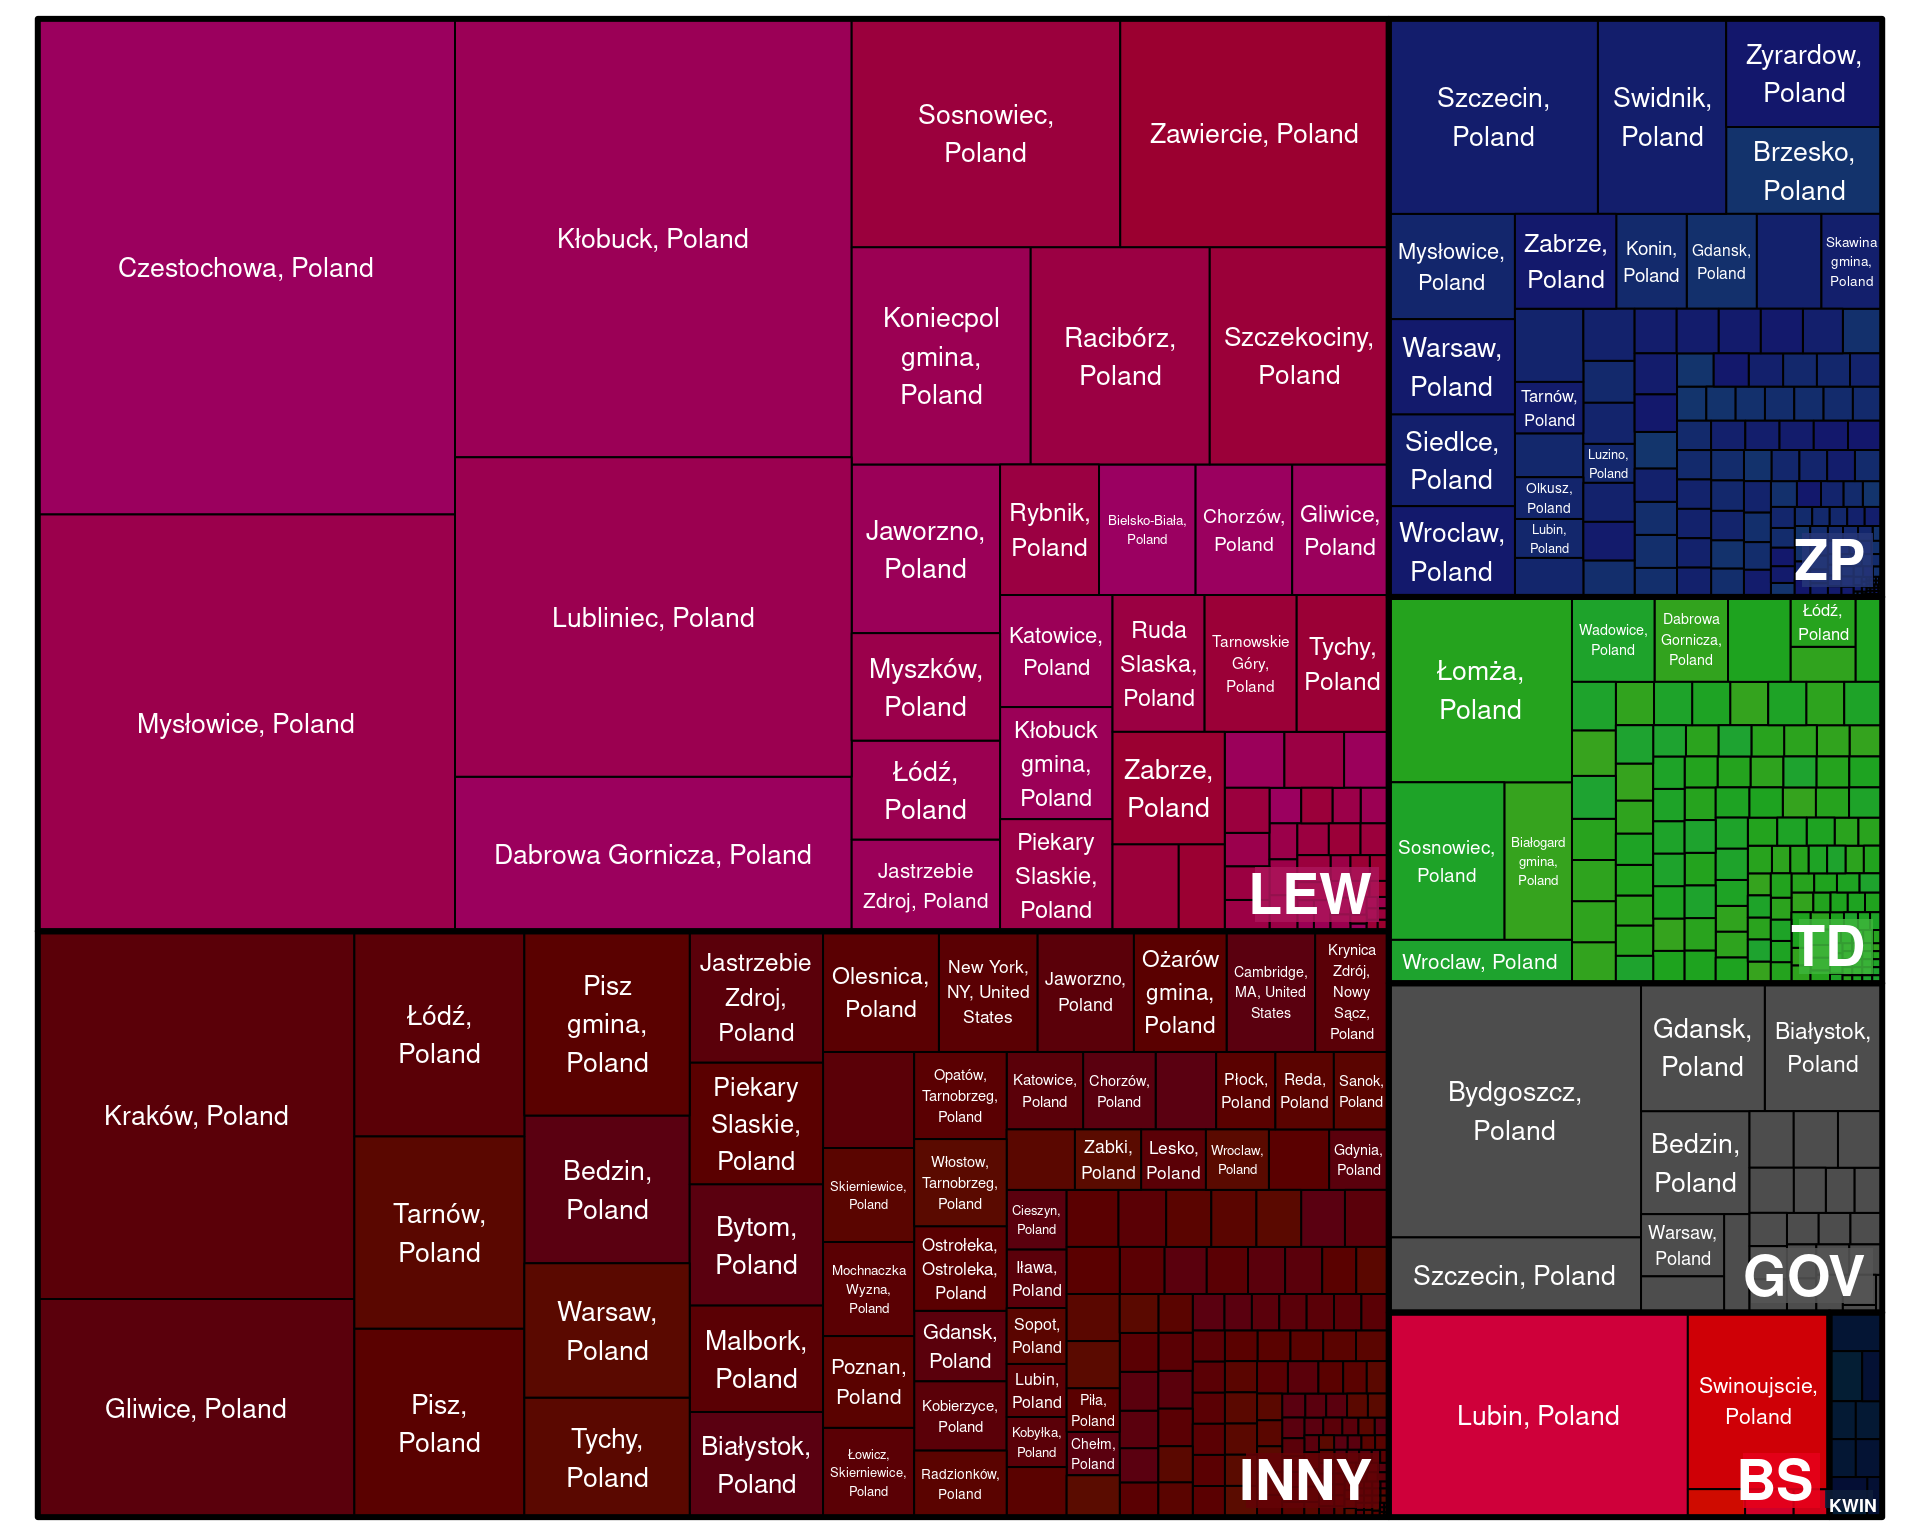 Czestochowa, Poland
Mysłowice, Poland
Kłobuck, Poland
Lubliniec, Poland
Dabrowa Gornicza, Poland
Sosnowiec,
Poland
Zawiercie, Poland
Koniecpol
gmina,
Poland
Racibórz,
Poland
Szczekociny,
Poland
Jaworzno,
Poland
Myszków,
Poland
Łódź,
Poland
Jastrzebie
Zdroj, Poland
Rybnik,
Poland
Bielsko-Biała,
Poland
Chorzów,
Poland
Gliwice,
Poland
Katowice,
Poland
Kłobuck
gmina,
Poland
Piekary
Slaskie,
Poland
Ruda
Slaska,
Poland
Tarnowskie
Góry,
Poland
Tychy,
Poland
Zabrze,
Poland
LEW
Kraków, Poland
Gliwice, Poland
Łódź,
Poland
Tarnów,
Poland
Pisz,
Poland
Pisz
gmina,
Poland
Bedzin,
Poland
Warsaw,
Poland
Tychy,
Poland
Jastrzebie
Zdroj,
Poland
Piekary
Slaskie,
Poland
Bytom,
Poland
Malbork,
Poland
Białystok,
Poland
Olesnica,
Poland
New York,
NY, United
States
Jaworzno,
Poland
Ożarów
gmina,
Poland
Cambridge,
MA, United
States
Krynica
Zdrój,
Nowy
Sącz,
Poland
Skierniewice,
Poland
Mochnaczka
Wyzna,
Poland
Poznan,
Poland
Łowicz,
Skierniewice,
Poland
Opatów,
Tarnobrzeg,
Poland
Włostow,
Tarnobrzeg,
Poland
Ostrołeka,
Ostroleka,
Poland
Gdansk,
Poland
Kobierzyce,
Poland
Radzionków,
Poland
Katowice,
Poland
Chorzów,
Poland
Płock,
Poland
Reda,
Poland
Sanok,
Poland
Zabki,
Poland
Lesko,
Poland
Wroclaw,
Poland
Gdynia,
Poland
Cieszyn,
Poland
Iława,
Poland
Sopot,
Poland
Lubin,
Poland
Kobyłka,
Poland
Piła,
Poland
Chełm,
Poland
INNY
Szczecin,
Poland
Swidnik,
Poland
Zyrardow,
Poland
Brzesko,
Poland
Mysłowice,
Poland
Warsaw,
Poland
Siedlce,
Poland
Wroclaw,
Poland
Zabrze,
Poland
Konin,
Poland
Gdansk,
Poland
Skawina
gmina,
Poland
Tarnów,
Poland
Olkusz,
Poland
Lubin,
Poland
Luzino,
Poland
ZP
Łomża,
Poland
Sosnowiec,
Poland
Białogard
gmina,
Poland
Wroclaw, Poland
Wadowice,
Poland
Dabrowa
Gornicza,
Poland
Łódź,
Poland
TD
Bydgoszcz,
Poland
Szczecin, Poland
Gdansk,
Poland
Białystok,
Poland
Bedzin,
Poland
Warsaw,
Poland
GOV
Lubin, Poland
Swinoujscie,
Poland
BS
KWIN